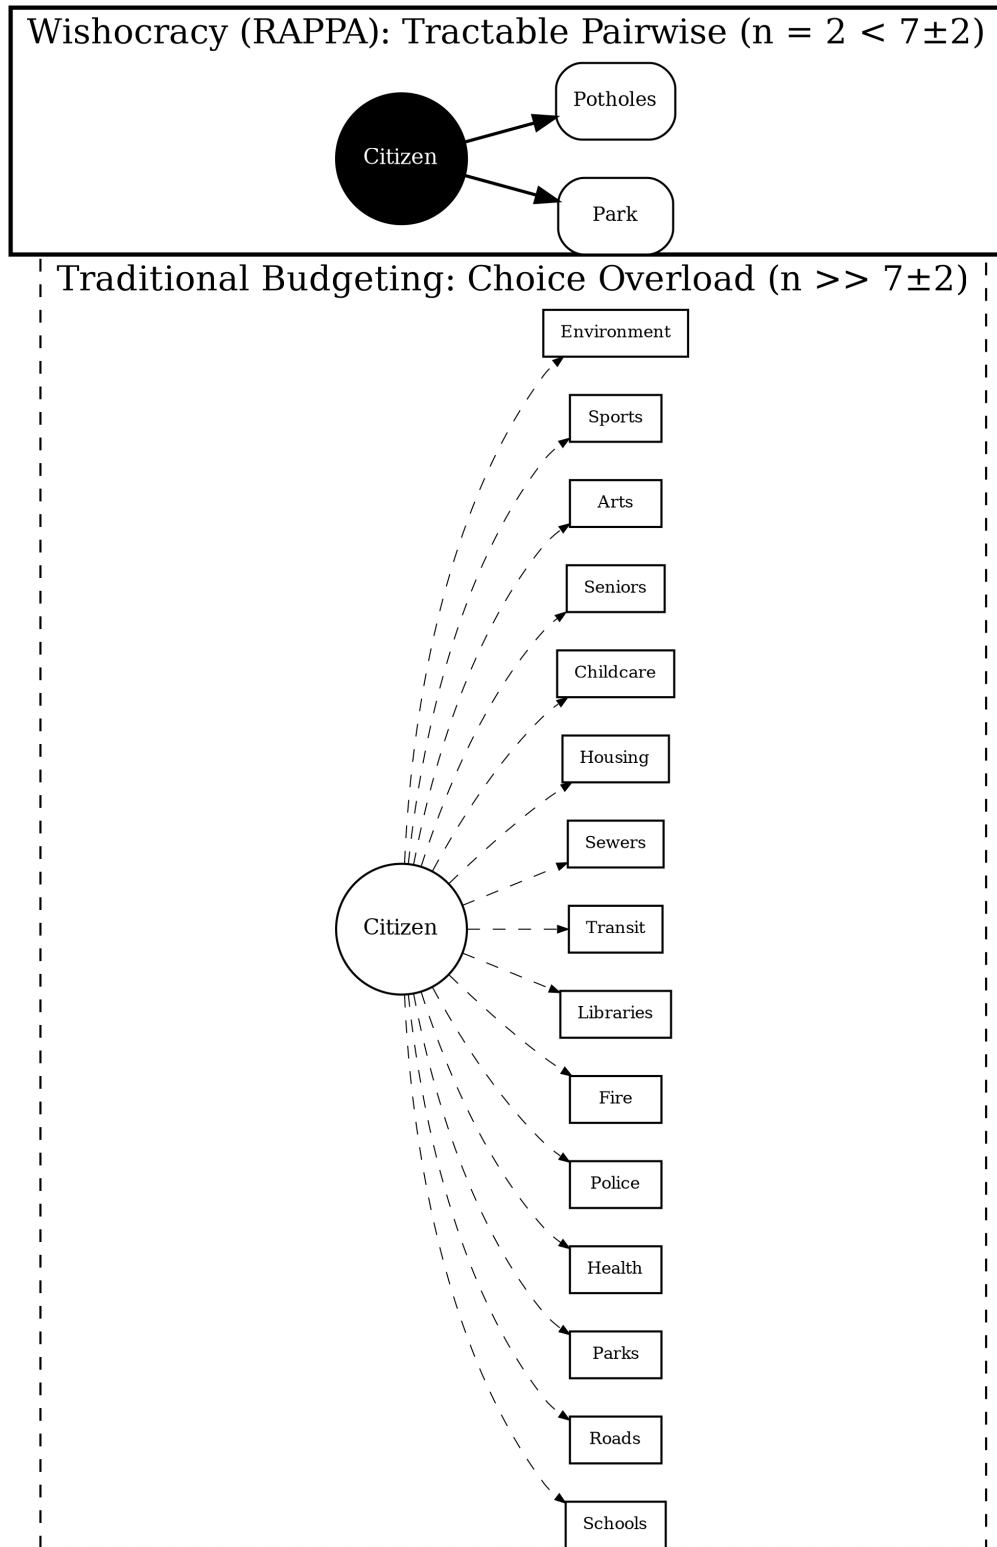 Wishocracy (RAPPA): Tractable Pairwise (n = 2 < 7±2)
Potholes
Citizen
Park
Traditional Budgeting: Choice Overload (n >> 7±2)
Environment
Sports
Arts
Seniors
Childcare
Housing
Sewers
Citizen
Transit
Libraries
Fire
Police
Health
Parks
Roads
Schools